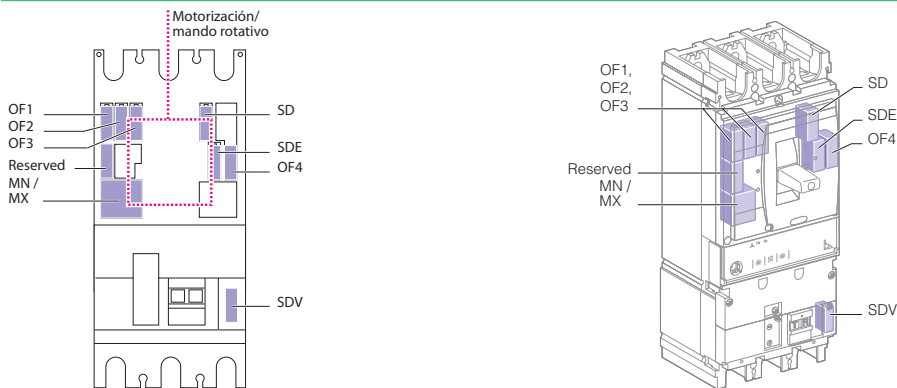 Motorización/
mando rotativo
OF1
OF2
OF3
Reserved
MN /
MX
SD
SDE
OF4
SDV
OF1,
OF2,
OF3
Reserved
MN /
MX
SD
SDE
OF4
SDV